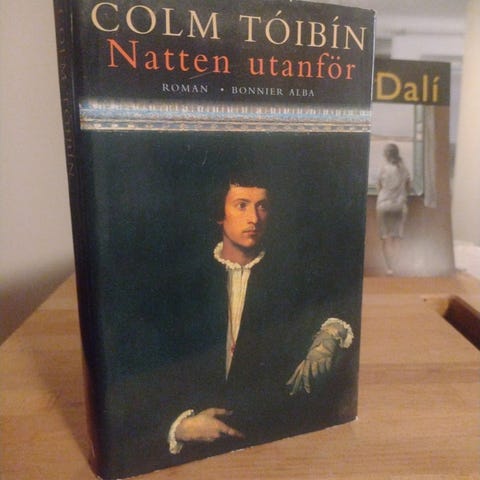 COLM TÓIBÍN
Natten utanför
ROMAN • BONNIER ALBA
Dalí